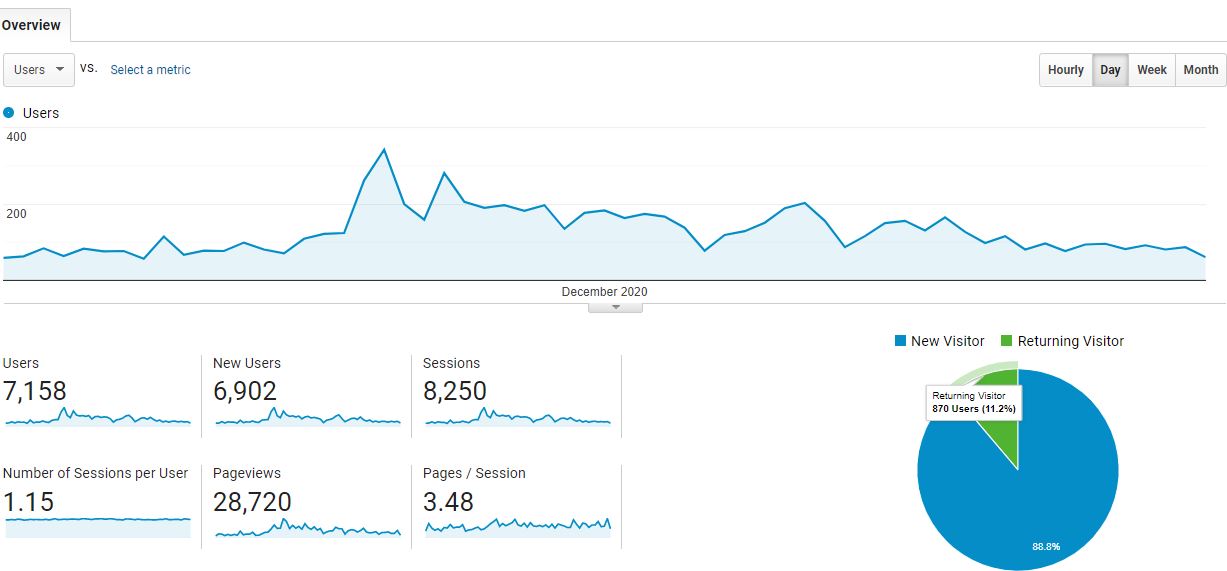 Overview
Users vs. Select a metric Hourly Day Week Month
Users
400
200
December 2020
New Visitor Returning Visitor
Users New Users Sessions
7,158 6,902 8,250
Returning Visitor
870 Users (11.2%)
Number of Sessions per User Pageviews Pages / Session
1.15 28,720 3.48
88.8%